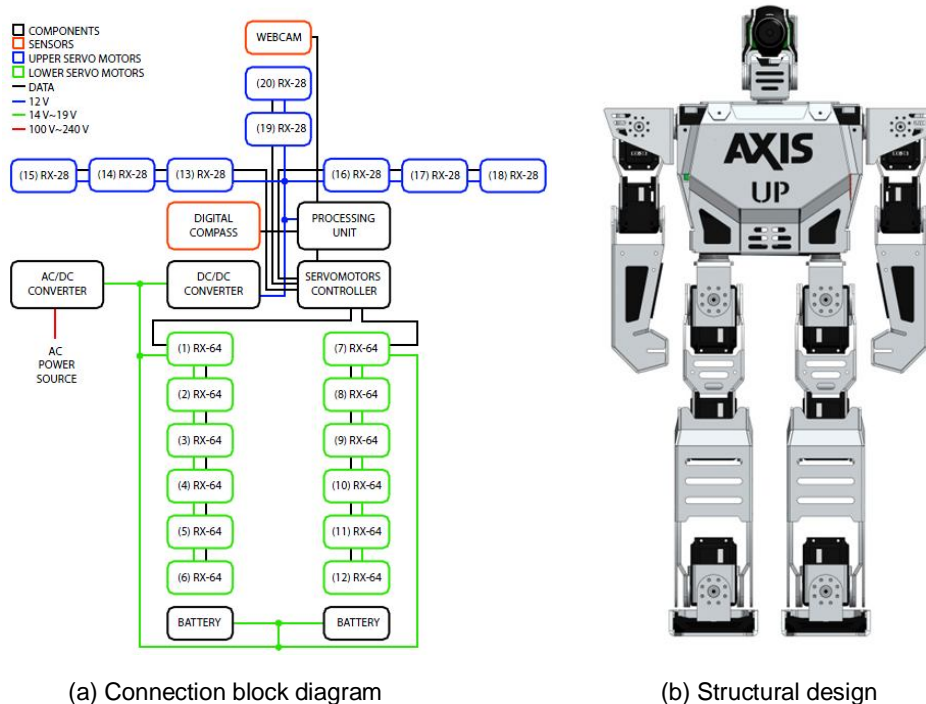 COMPONENTS
SENSORS
UPPER SERVO MOTORS
LOWER SERVO MOTORS
DATA
12 V
14 V~19 V
100 V~240 V
WEBCAM
(20) RX-28
(19) RX-28
(15) RX-28
(14) RX-28
(13) RX-28
(16) RX-28
(17) RX-28
(18) RX-28
DIGITAL
COMPASS
PROCESSING
UNIT
AC/DC
CONVERTER
DC/DC
CONVERTER
SERVOMOTORS
CONTROLLER
AC
POWER
SOURCE
(1) RX-64
(7) RX-64
(2) RX-64
(8) RX-64
(3) RX-64
(9) RX-64
(4) RX-64
(10) RX-64
(5) RX-64
(11) RX-64
(6) RX-64
(12) RX-64
BATTERY
BATTERY
AXIS
UP
(a) Connection block diagram
(b) Structural design